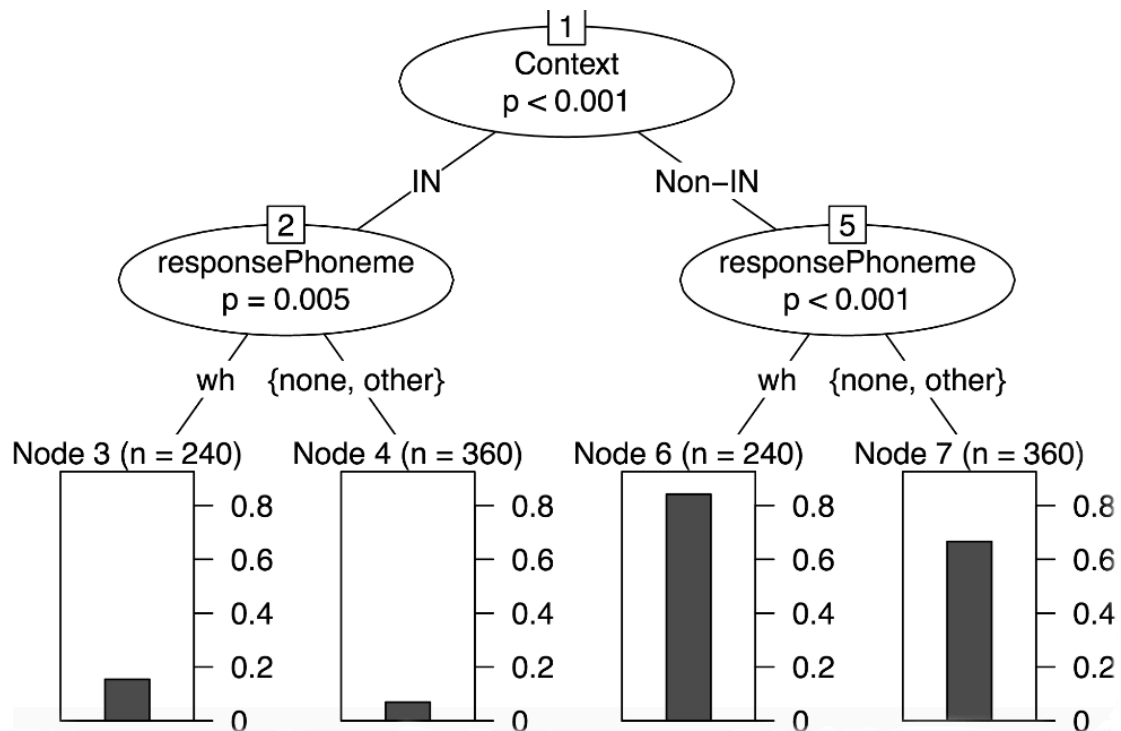 1
Context
p < 0.001
IN
Non−IN
2
responsePhoneme
p = 0.005
5
responsePhoneme
p < 0.001
wh
{none, other}
wh
{none, other}
Node 3 (n = 240)
Node 4 (n = 360)
Node 6 (n = 240)
Node 7 (n = 360)
0.8
0.6
0.4
0.2
0
0.8
0.6
0.4
0.2
0
0.8
0.6
0.4
0.2
0
0.8
0.6
0.4
0.2
0